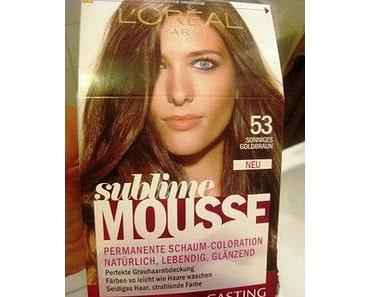 L'ORÉAL
PARIS
53
SONNIGES
GOLDBRAUN
NEU
sublime
MOUSSE
PERMANENTE SCHAUM-COLORATION
NATÜRLICH, LEBENDIG, GLÄNZEND
Perfekte Grauhaarabdeckung
Färben so leicht wie Haare waschen
Seidiges Haar, strahlende Farbe
CASTING